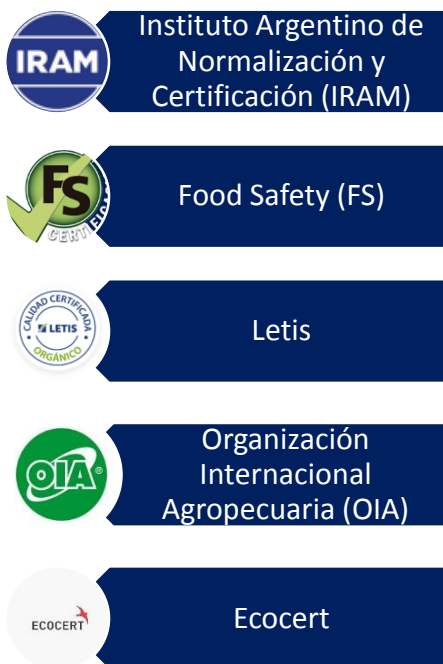 IRAM
Instituto Argentino de
Normalización y
Certificación (IRAM)
FS
Food Safety (FS)
CALIDAD CERTIFICADA
LETIS
ORGÁNICO
Letis
OIA®
Organización
Internacional
Agropecuaria (OIA)
ECOCERT
Ecocert